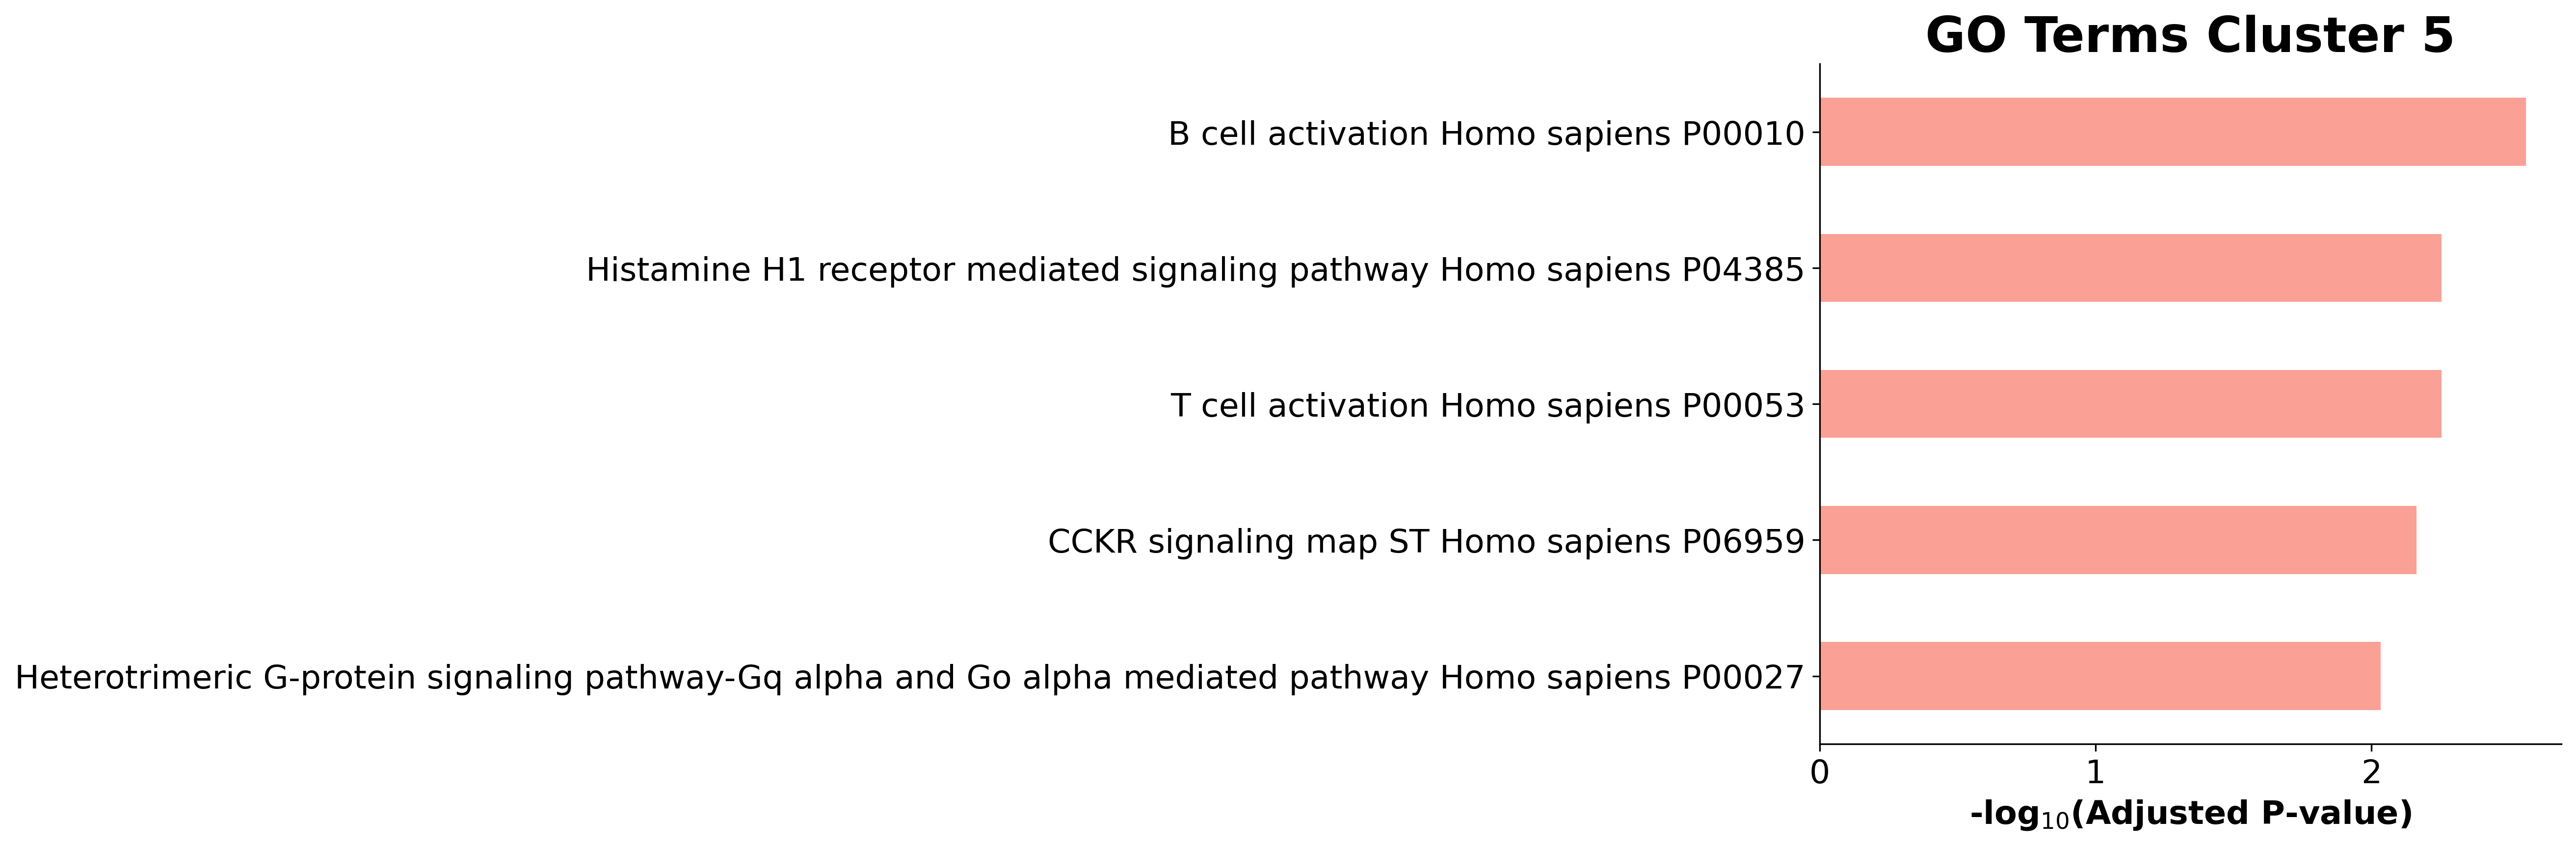 GO Terms Cluster 5
B cell activation Homo sapiens P00010
Histamine H1 receptor mediated signaling pathway Homo sapiens P04385
T cell activation Homo sapiens P00053
CCKR signaling map ST Homo sapiens P06959
Heterotrimeric G-protein signaling pathway-Gq alpha and Go alpha mediated pathway Homo sapiens P00027
0 1 2
-log₁₀(Adjusted P-value)